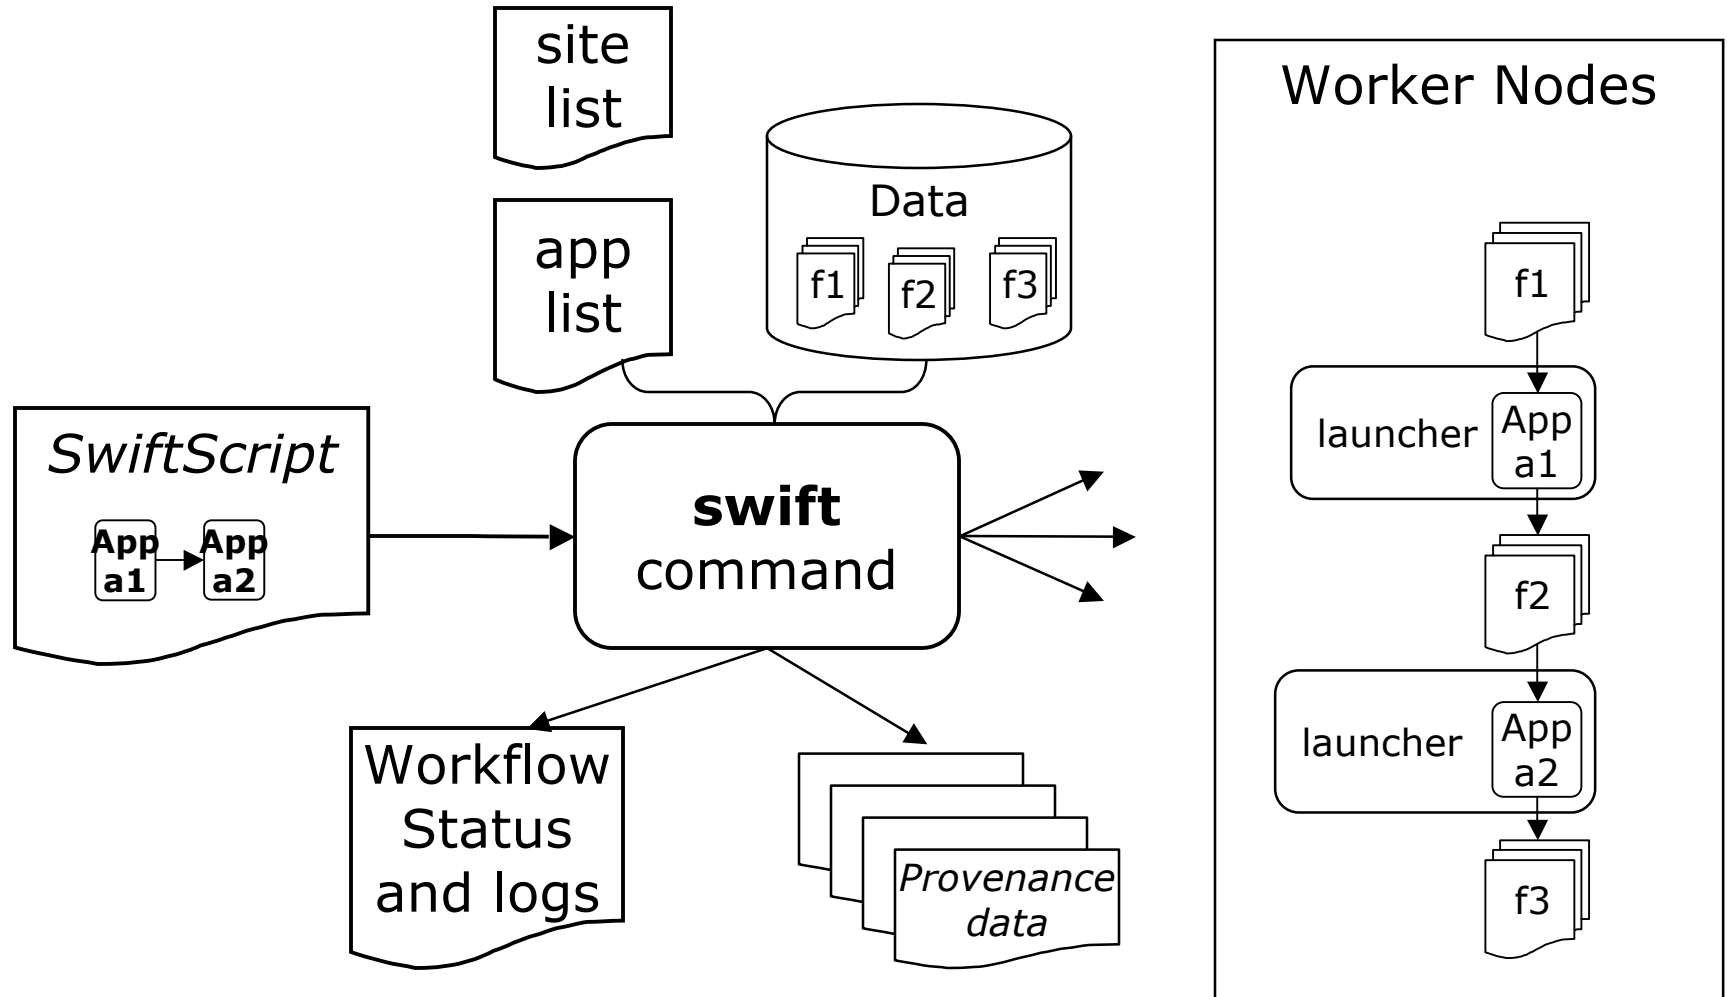 site
list
app
list
Data
f1
f2
f3
SwiftScript
App
a1
App
a2
swift
command
Workflow
Status
and logs
Provenance
data
Worker Nodes
f1
launcher
App
a1
f2
launcher
App
a2
f3